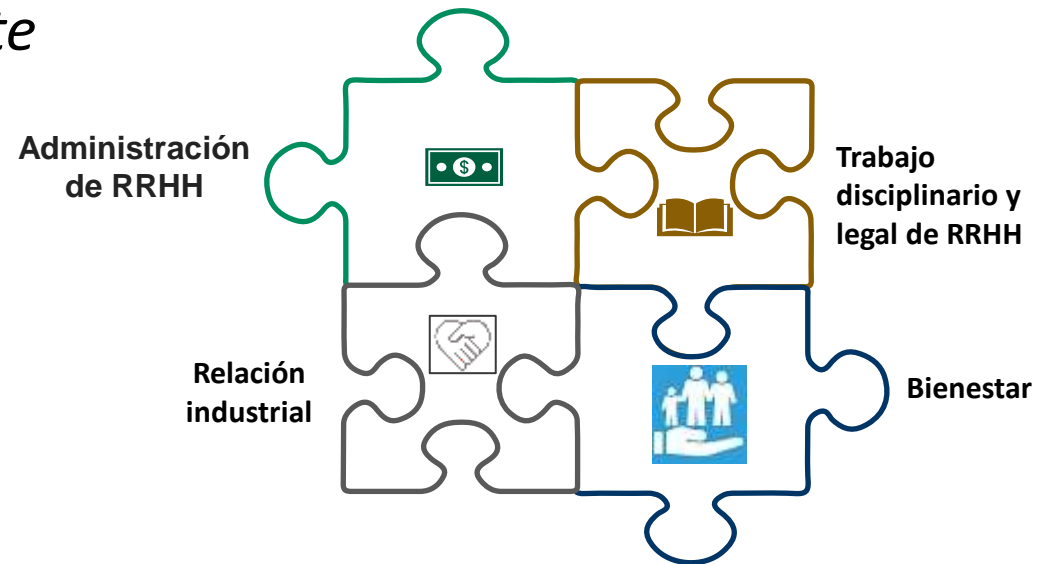 te
Administración
de RRHH
$
Trabajo
disciplinario y
legal de RRHH
Relación
industrial
Bienestar